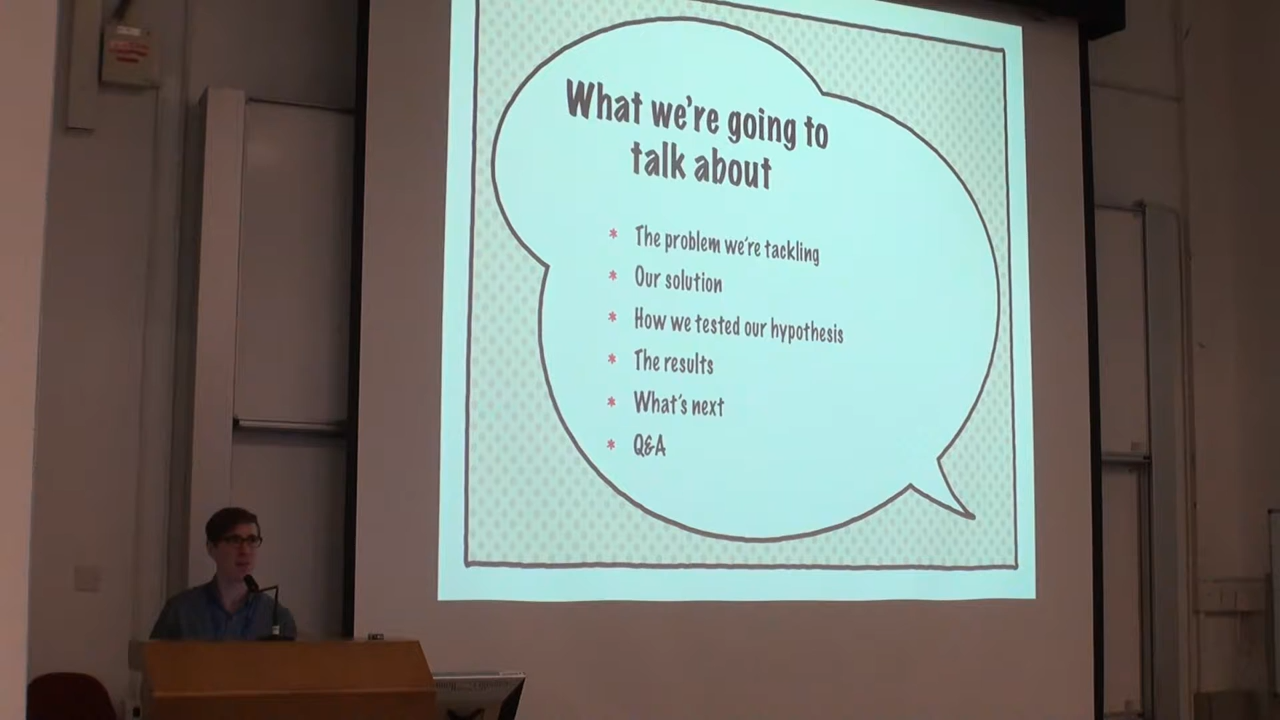 What we're going to
talk about
* The problem we're tackling
* Our solution
* How we tested our hypothesis
* The results
* What's next
* Q&A